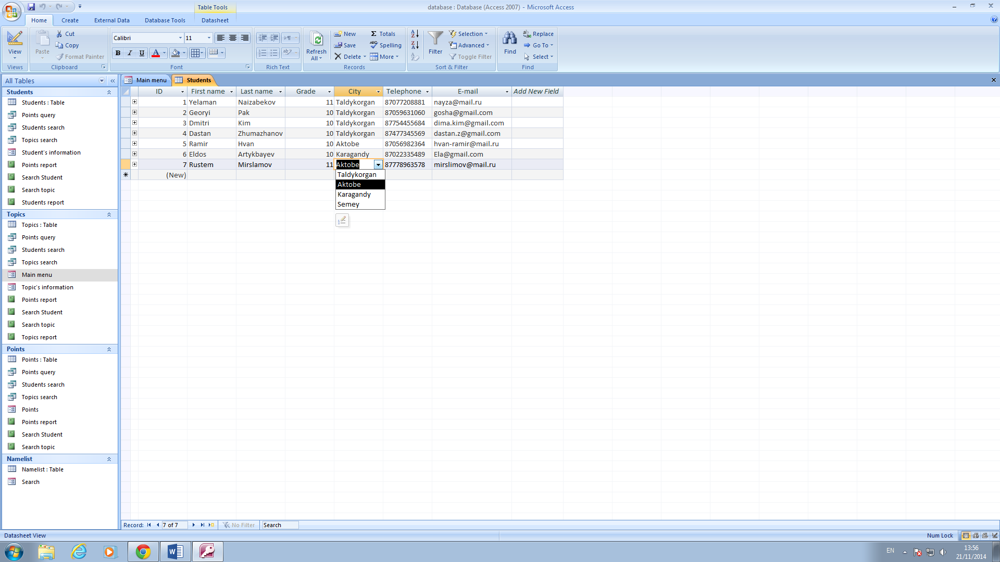 Table Tools
database : Database (Access 2007) - Microsoft Access
Home Create External Data Database Tools Datasheet
View
Views
Paste
Cut
Copy
Format Painter
Clipboard
Calibri 11
B I U A
Font
Rich Text
Refresh All
New
Save
Delete
Totals
Spelling
More
Records
Filter
Selection
Advanced
Toggle Filter
Sort & Filter
Find
Replace
Go To
Select
Find
All Tables
Students
Students : Table
Points query
Students search
Topics search
Student's information
Points report
Search Student
Search topic
Students report
Topics
Topics : Table
Points query
Students search
Topics search
Main menu
Topic's information
Points report
Search Student
Search topic
Topics report
Points
Points : Table
Points query
Students search
Topics search
Points
Points report
Search Student
Search topic
Namelist
Namelist : Table
Search
Main menu Students
ID First name Last name Grade City Telephone E-mail Add New Field
1 Yelaman Naizabekov 11 Taldykorgan 87077208881 nayza@mail.ru
2 Georyi Pak 10 Taldykorgan 87059631060 gosha@gmail.com
3 Dmitri Kim 10 Taldykorgan 87754455684 dima.kim@gmail.com
4 Dastan Zhumazhanov 10 Taldykorgan 87477345569 dastan.z@gmail.com
5 Ramir Hvan 10 Aktobe 87056982364 hvan-ramir@mail.ru
6 Eldos Artykbayev 10 Karagandy 87022335489 Ela@gmail.com
7 Rustem Mirslamov 11 Aktobe 87778963578 mirslimov@mail.ru
(New)
Taldykorgan
Aktobe
Karagandy
Semey
Record: 7 of 7 No Filter Search
Datasheet View Num Lock
EN 13:56
21/11/2014